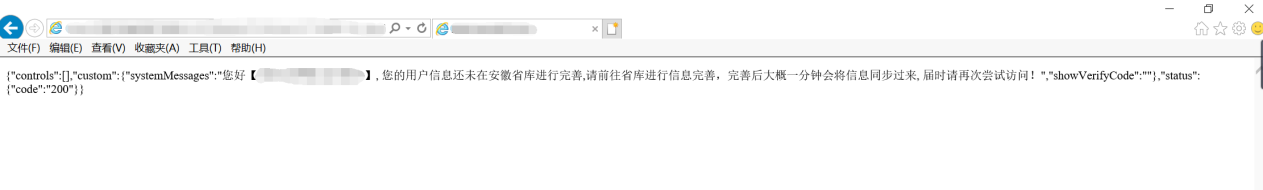 文件(F) 编辑(E) 查看(V) 收藏夹(A) 工具(T) 帮助(H)
{"controls":[],"custom":{"systemMessages":"您好【】, 您的用户信息还未在安徽省库进行完善,请前往省库进行信息完善，完善后大概一分钟会将信息同步过来, 届时请再次尝试访问！","showVerifyCode":""},"status":
{"code":"200"}}